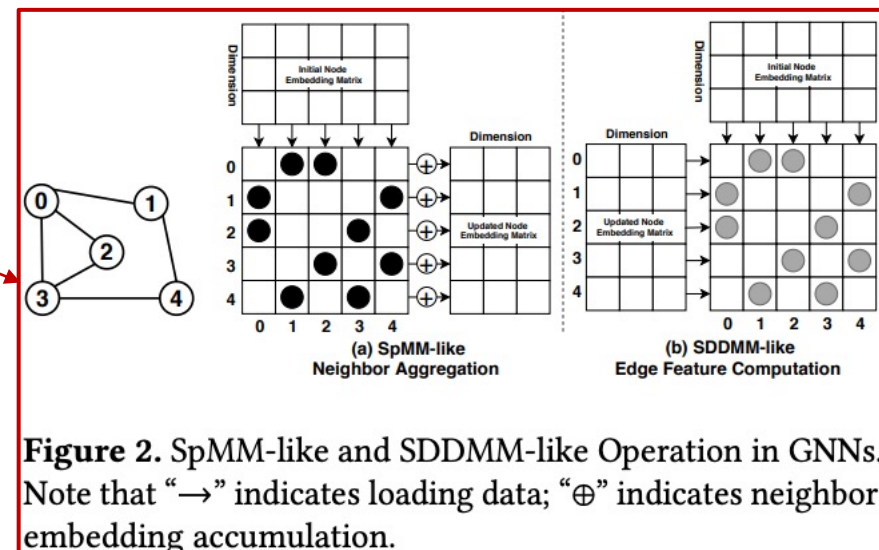 0
1
2
3
4
Dimension
Initial Node
Embedding Matrix
Dimension
0
1
2
3
4
Updated Node
Embedding Matrix
0 1 2 3 4
(a) SpMM-like
Neighbor Aggregation
Dimension
Initial Node
Embedding Matrix
Dimension
0
1
2
3
4
Updated Node
Embedding Matrix
0 1 2 3 4
(b) SDDMM-like
Edge Feature Computation
Figure 2. SpMM-like and SDDMM-like Operation in GNNs.
Note that “→” indicates loading data; “⊕” indicates neighbor
embedding accumulation.